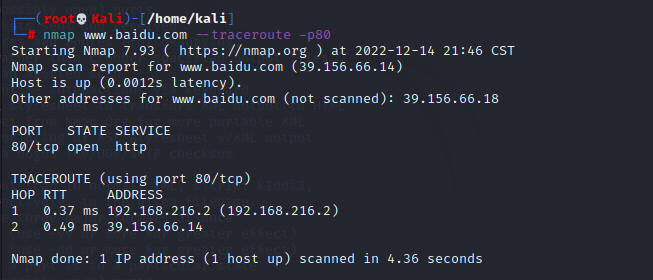 (root💀Kali)-[/home/kali]
# nmap www.baidu.com --traceroute -p80
Starting Nmap 7.93 ( https://nmap.org ) at 2022-12-14 21:46 CST
Nmap scan report for www.baidu.com (39.156.66.14)
Host is up (0.0012s latency).
Other addresses for www.baidu.com (not scanned): 39.156.66.18
PORT   STATE SERVICE
80/tcp open  http
TRACEROUTE (using port 80/tcp)
HOP RTT     ADDRESS
1   0.37 ms 192.168.216.2 (192.168.216.2)
2   0.49 ms 39.156.66.14
Nmap done: 1 IP address (1 host up) scanned in 4.36 seconds